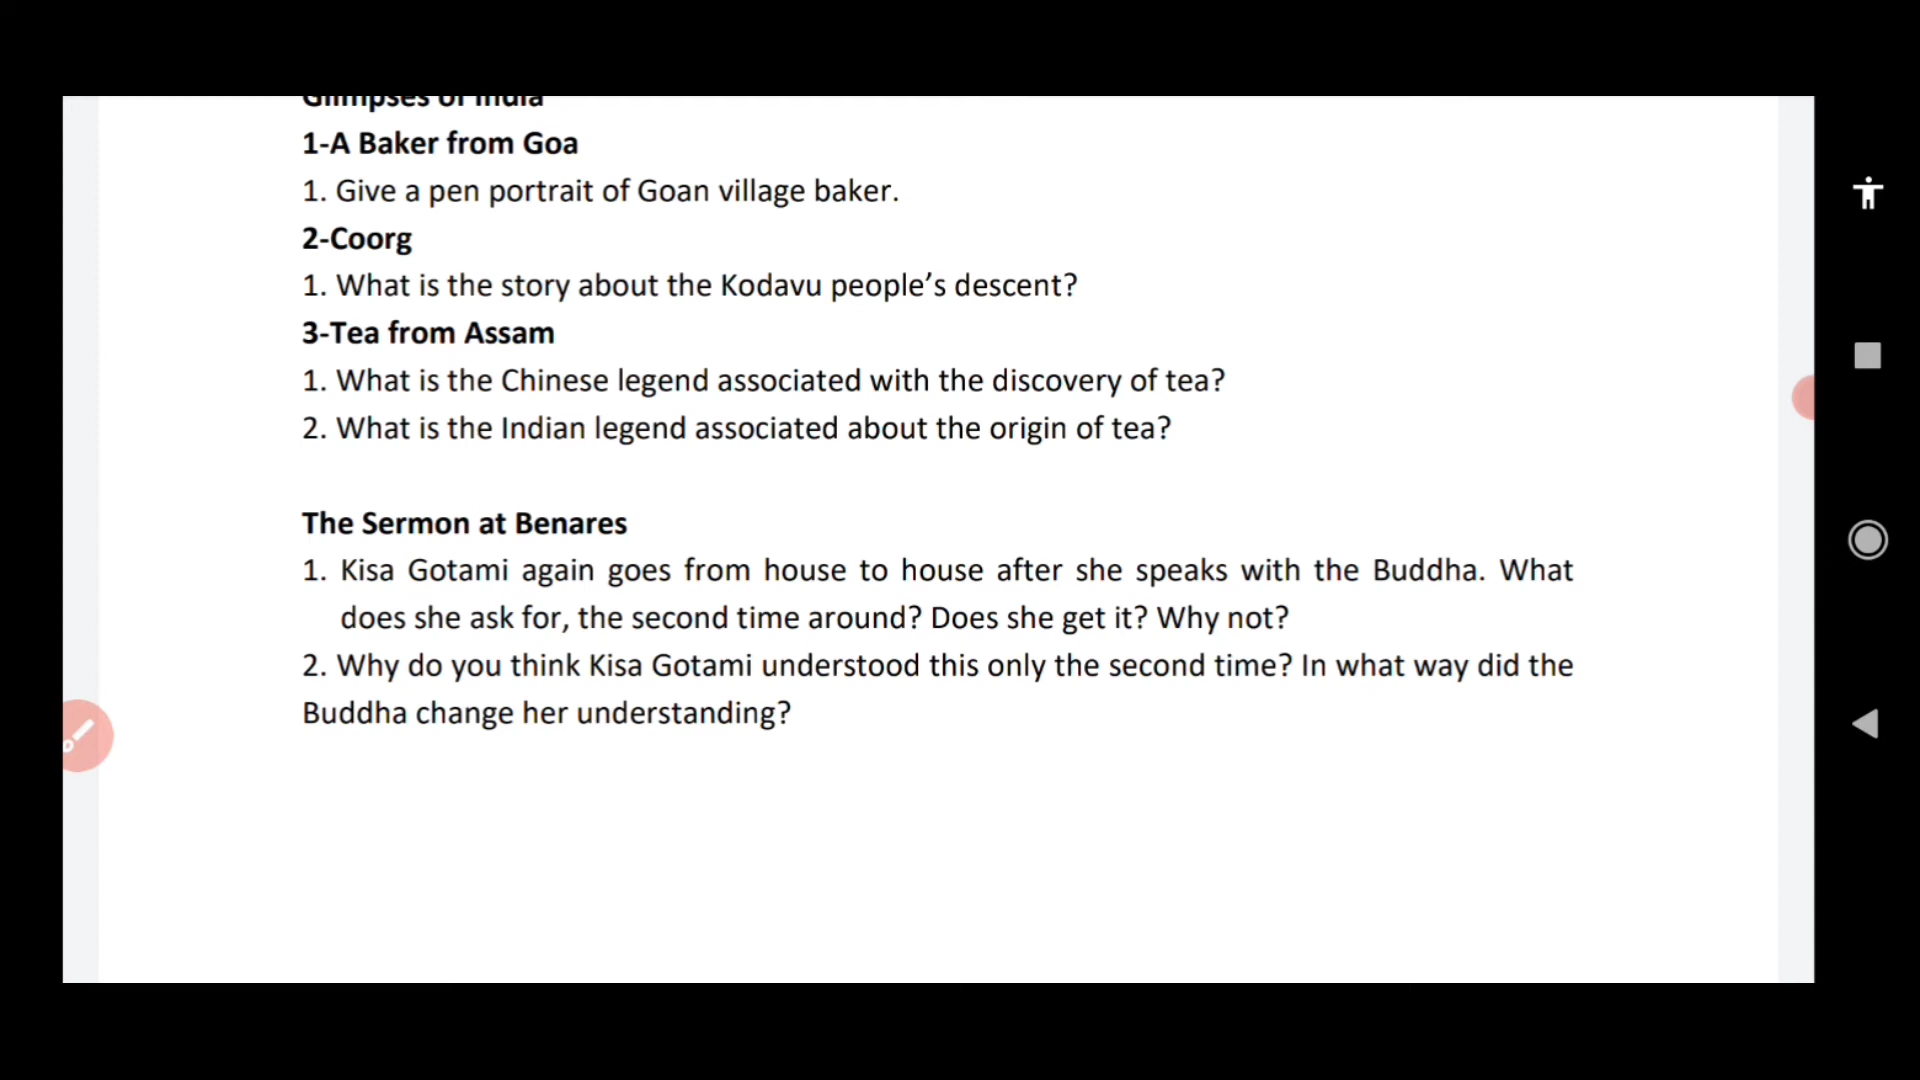 Glimpses of India
1-A Baker from Goa
1. Give a pen portrait of Goan village baker.
2-Coorg
1. What is the story about the Kodavu people’s descent?
3-Tea from Assam
1. What is the Chinese legend associated with the discovery of tea?
2. What is the Indian legend associated about the origin of tea?
The Sermon at Benares
1. Kisa Gotami again goes from house to house after she speaks with the Buddha. What
does she ask for, the second time around? Does she get it? Why not?
2. Why do you think Kisa Gotami understood this only the second time? In what way did the
Buddha change her understanding?